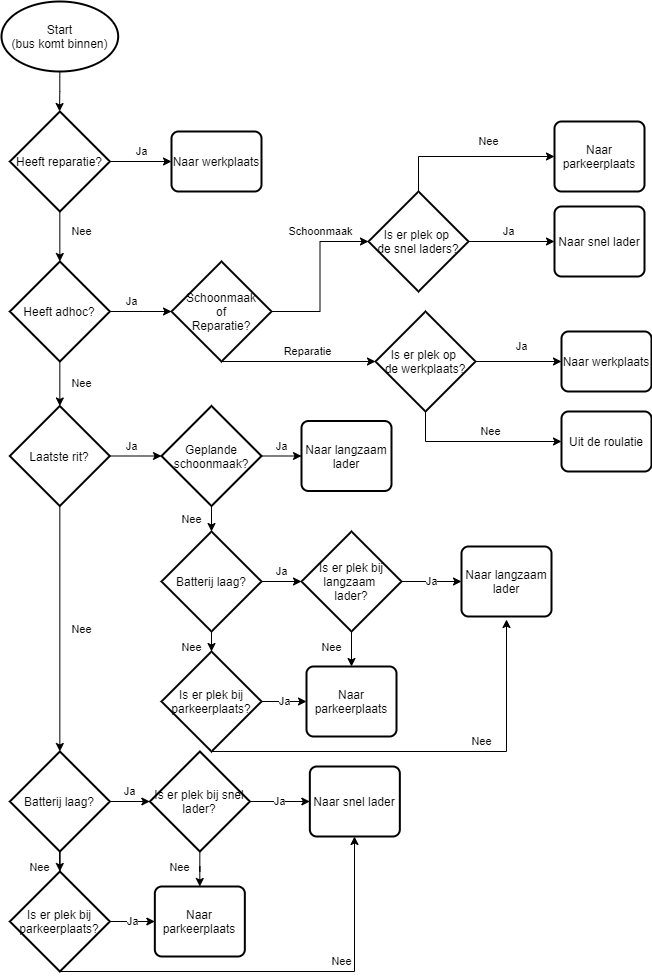 Start
(bus komt binnen)
Heeft reparatie?
Ja
Naar werkplaats
Nee
Heeft adhoc?
Ja
Schoonmaak
of
Reparatie?
Schoonmaak
Is er plek op
de snel laders?
Nee
Naar
parkeerplaats
Ja
Naar snel lader
Reparatie
Is er plek op
de werkplaats?
Ja
Naar werkplaats
Nee
Uit de roulatie
Nee
Laatste rit?
Ja
Geplande
schoonmaak?
Ja
Naar langzaam
lader
Nee
Batterij laag?
Ja
Is er plek bij
langzaam
lader?
Ja
Naar langzaam
lader
Nee
Nee
Is er plek bij
parkeerplaats?
Ja
Naar
parkeerplaats
Nee
Nee
Batterij laag?
Ja
Is er plek bij snel
lader?
Ja
Naar snel lader
Nee
Nee
Is er plek bij
parkeerplaats?
Ja
Naar
parkeerplaats
Nee